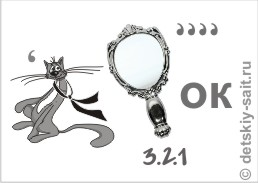 ‘ ’’’’
ОК
3.2.1
© detskiy-sait.ru